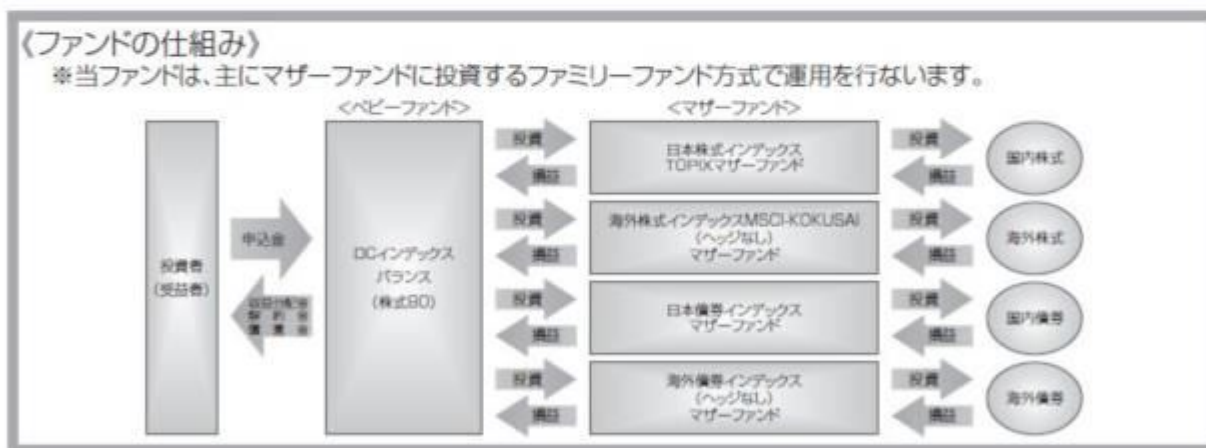 《ファンドの仕組み》
※当ファンドは、主にマザーファンドに投資するファミリーファンド方式で運用を行ないます。
<ベビーファンド>
<マザーファンド>
投資者
(受益者)
申込金
収益分配金
解約金
償還金
DCインデックス
バランス
(株式80)
投資
損益
日本株式インデックス
TOPIXマザーファンド
投資
損益
国内株式
投資
損益
海外株式インデックスMSCI-KOKUSAI
(ヘッジなし)
マザーファンド
投資
損益
海外株式
投資
損益
日本債券インデックス
マザーファンド
投資
損益
国内債券
投資
損益
海外債券インデックス
(ヘッジなし)
マザーファンド
投資
損益
海外債券